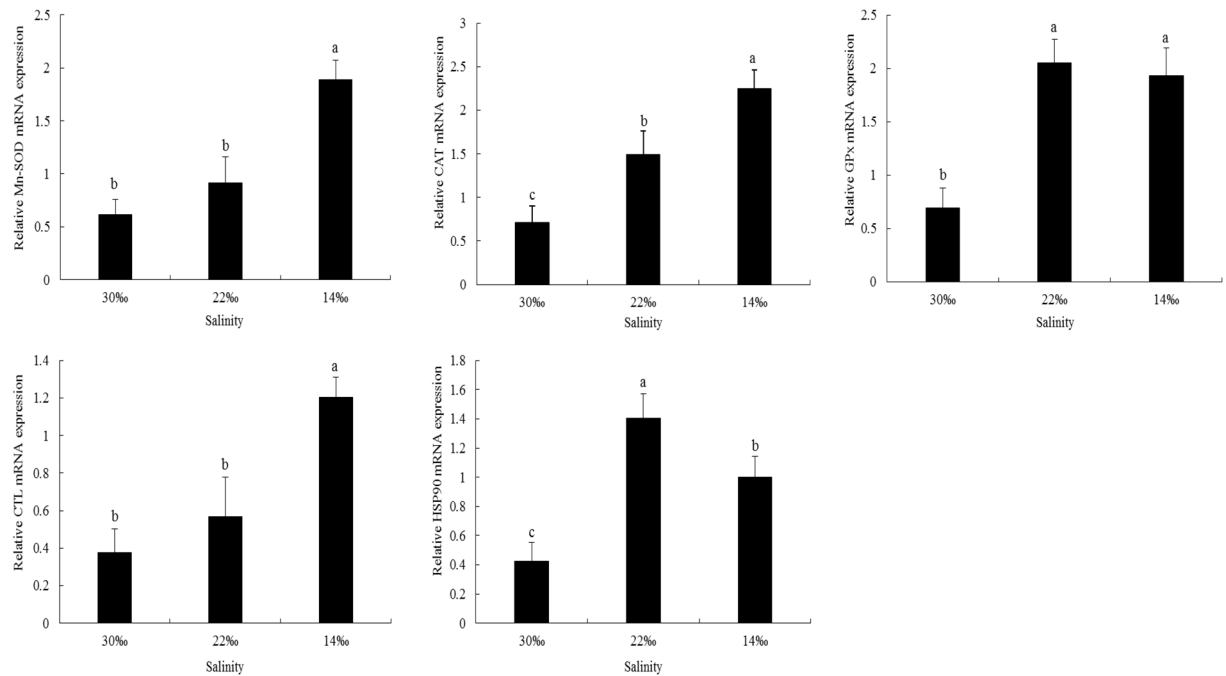 Relative Mn-SOD mRNA expression
2.5
2
1.5
1
0.5
0
b
b
a
30‰ 22‰ 14‰
Salinity
Relative CAT mRNA expression
3
2.5
2
1.5
1
0.5
0
c
b
a
30‰ 22‰ 14‰
Salinity
Relative GPx mRNA expression
2.5
2
1.5
1
0.5
0
b
a
a
30‰ 22‰ 14‰
Salinity
Relative CTL mRNA expression
1.4
1.2
1
0.8
0.6
0.4
0.2
0
b
b
a
30‰ 22‰ 14‰
Salinity
Relative HSP90 mRNA expression
1.8
1.6
1.4
1.2
1
0.8
0.6
0.4
0.2
0
c
a
b
30‰ 22‰ 14‰
Salinity